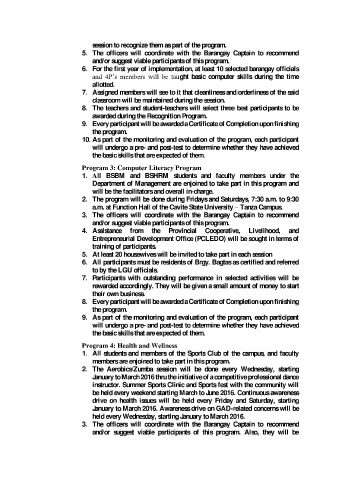 session to recognize them as part of the program.
5. The officers will coordinate with the Barangay Captain to recommend
and/or suggest viable participants of this program.
6. For the first year of implementation, at least 10 selected barangay officials
and 4P's members will be taught basic computer skills during the time
allotted.
7. Assigned members will see to it that cleanliness and orderliness of the said
classroom will be maintained during the session.
8. The teachers and student-teachers will select three best participants to be
awarded during the Recognition Program.
9. Every participant will be awarded a Certificate of Completion upon finishing
the program.
10. As part of the monitoring and evaluation of the program, each participant
will undergo a pre- and post-test to determine whether they have achieved
the basic skills that are expected of them.
Program 3: Computer Literacy Program
1. All BSBM and BSHRM students and faculty members under the
Department of Management are enjoined to take part in this program and
will be the facilitators and overall in-charge.
2. The program will be done during Fridays and Saturdays, 7:30 a.m. to 9:30
a.m. at Function Hall of the Cavite State University – Tanza Campus.
3. The officers will coordinate with the Barangay Captain to recommend
and/or suggest viable participants of this program.
4. Assistance from the Provincial Cooperative, Livelihood, and
Entrepreneurial Development Office (PCLEDO) will be sought in terms of
training of participants.
5. At least 20 housewives will be invited to take part in each session
6. All participants must be residents of Brgy. Bagtas as certified and referred
to by the LGU officials.
7. Participants with outstanding performance in selected activities will be
rewarded accordingly. They will be given a small amount of money to start
their own business.
8. Every participant will be awarded a Certificate of Completion upon finishing
the program.
9. As part of the monitoring and evaluation of the program, each participant
will undergo a pre- and post-test to determine whether they have achieved
the basic skills that are expected of them.
Program 4: Health and Wellness
1. All students and members of the Sports Club of the campus, and faculty
members are enjoined to take part in this program.
2. The Aerobics/Zumba session will be done every Wednesday, starting
January to March 2016 thru the initiative of a competitive professional dance
instructor. Summer Sports Clinic and Sports fest with the community will
be held every weekend starting March to June 2016. Continuous awareness
drive on health issues will be held every Friday and Saturday, starting
January to March 2016. Awareness drive on GAD-related concerns will be
held every Wednesday, starting January to March 2016.
3. The officers will coordinate with the Barangay Captain to recommend
and/or suggest viable participants of this program. Also, they will be